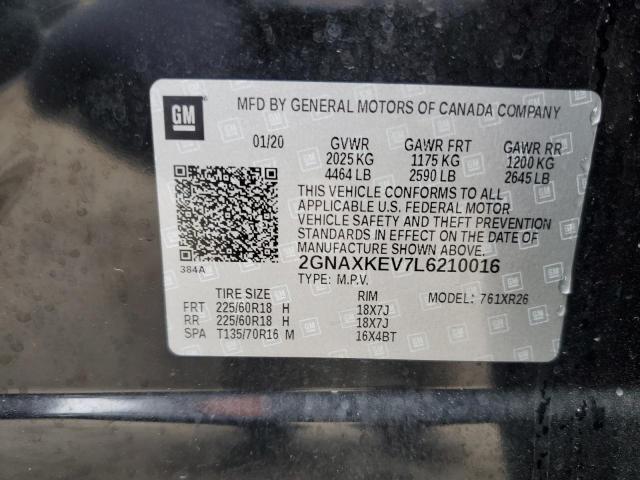 GM
MFD BY GENERAL MOTORS OF CANADA COMPANY
01/20 GVWR GAWR FRT GAWR RR
2025 KG 1175 KG 1200 KG
4464 LB 2590 LB 2645 LB
THIS VEHICLE CONFORMS TO ALL
APPLICABLE U.S. FEDERAL MOTOR
VEHICLE SAFETY AND THEFT PREVENTION
STANDARDS IN EFFECT ON THE DATE OF
MANUFACTURE SHOWN ABOVE.
384A
2GNAXKEV7L6210016
TYPE: M.P.V. MODEL: 761XR26
TIRE SIZE RIM
FRT 225/60R18 H 18X7J
RR 225/60R18 H 18X7J
SPA T135/70R16 M 16X4BT